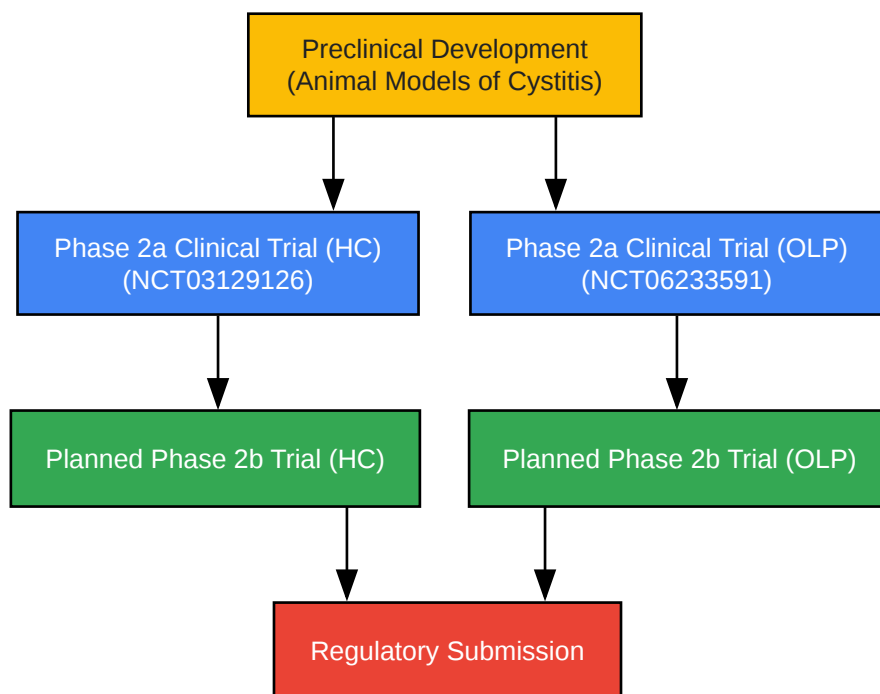 Preclinical Development
(Animal Models of Cystitis)
Phase 2a Clinical Trial (HC)
(NCT03129126)
Phase 2a Clinical Trial (OLP)
(NCT06233591)
Planned Phase 2b Trial (HC)
Planned Phase 2b Trial (OLP)
Regulatory Submission